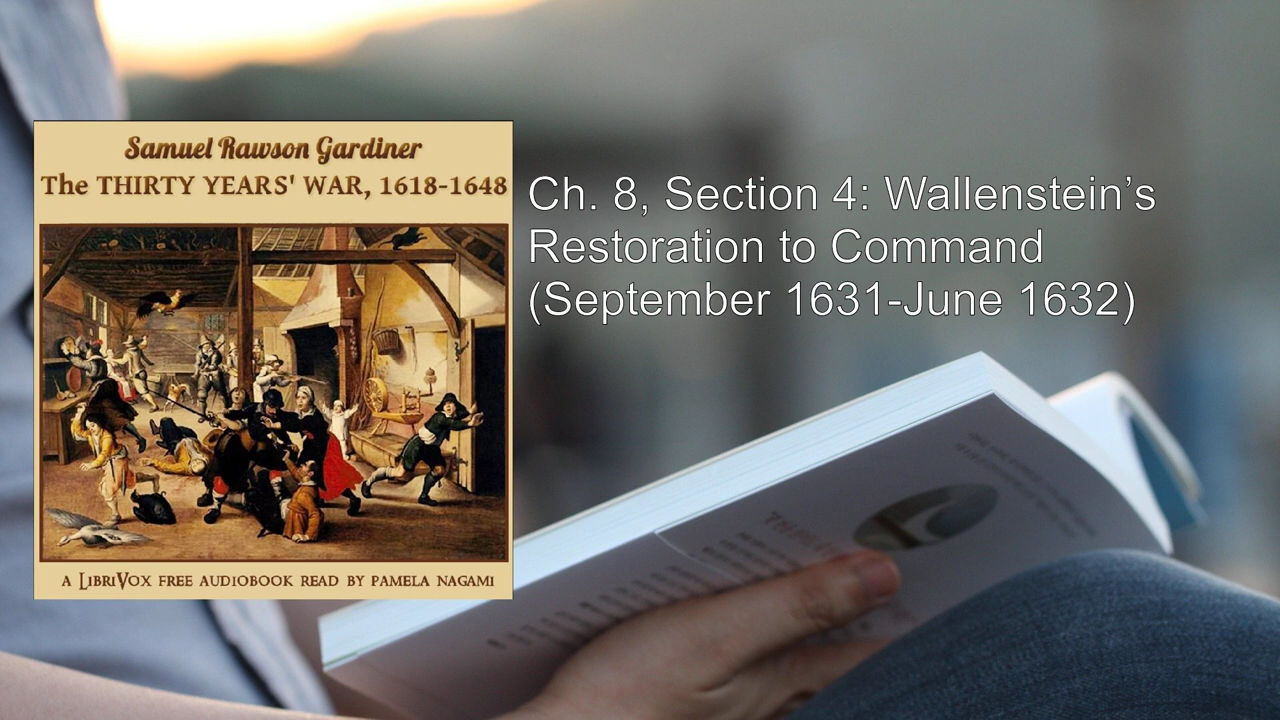 Samuel Rawson Gardiner
The THIRTY YEARS' WAR, 1618-1648
A LIBRIVOX FREE AUDIOBOOK READ BY PAMELA NAGAMI
Ch. 8, Section 4: Wallenstein’s
Restoration to Command
(September 1631-June 1632)